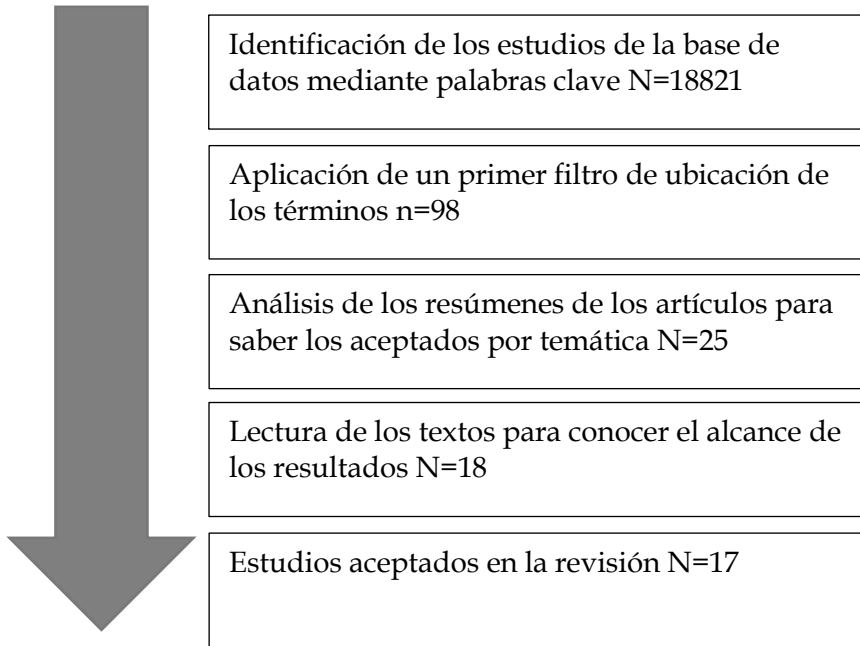 Identificación de los estudios de la base de
datos mediante palabras clave N=18821
Aplicación de un primer filtro de ubicación de
los términos n=98
Análisis de los resúmenes de los artículos para
saber los aceptados por temática N=25
Lectura de los textos para conocer el alcance de
los resultados N=18
Estudios aceptados en la revisión N=17